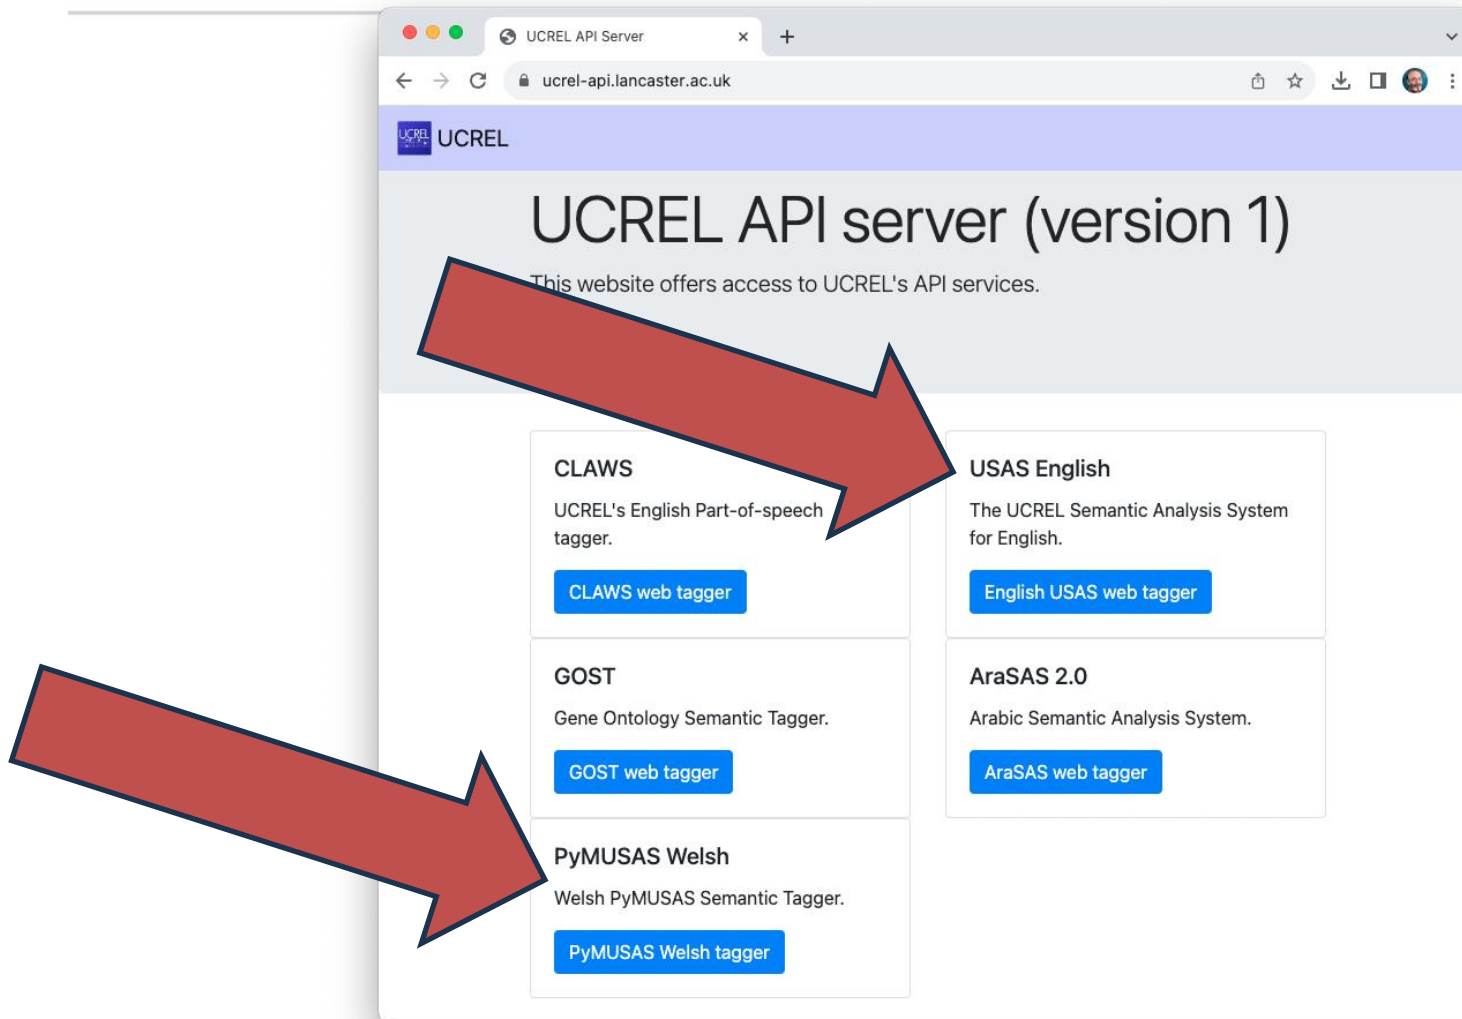 UCREL API Server
ucrel-api.lancaster.ac.uk
UCREL UCREL
UCREL API server (version 1)
This website offers access to UCREL's API services.
CLAWS
UCREL's English Part-of-speech
tagger.
CLAWS web tagger
USAS English
The UCREL Semantic Analysis System
for English.
English USAS web tagger
GOST
Gene Ontology Semantic Tagger.
GOST web tagger
AraSAS 2.0
Arabic Semantic Analysis System.
AraSAS web tagger
PyMUSAS Welsh
Welsh PyMUSAS Semantic Tagger.
PyMUSAS Welsh tagger